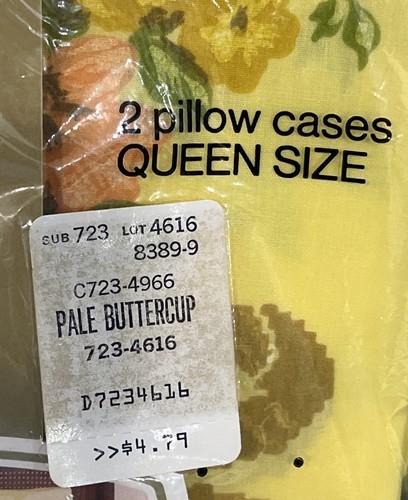 2 pillow cases
QUEEN SIZE
SUB 723 LOT 4616
8389-9
C723-4966
PALE BUTTERCUP
723-4616
D7234616
>>$4.79